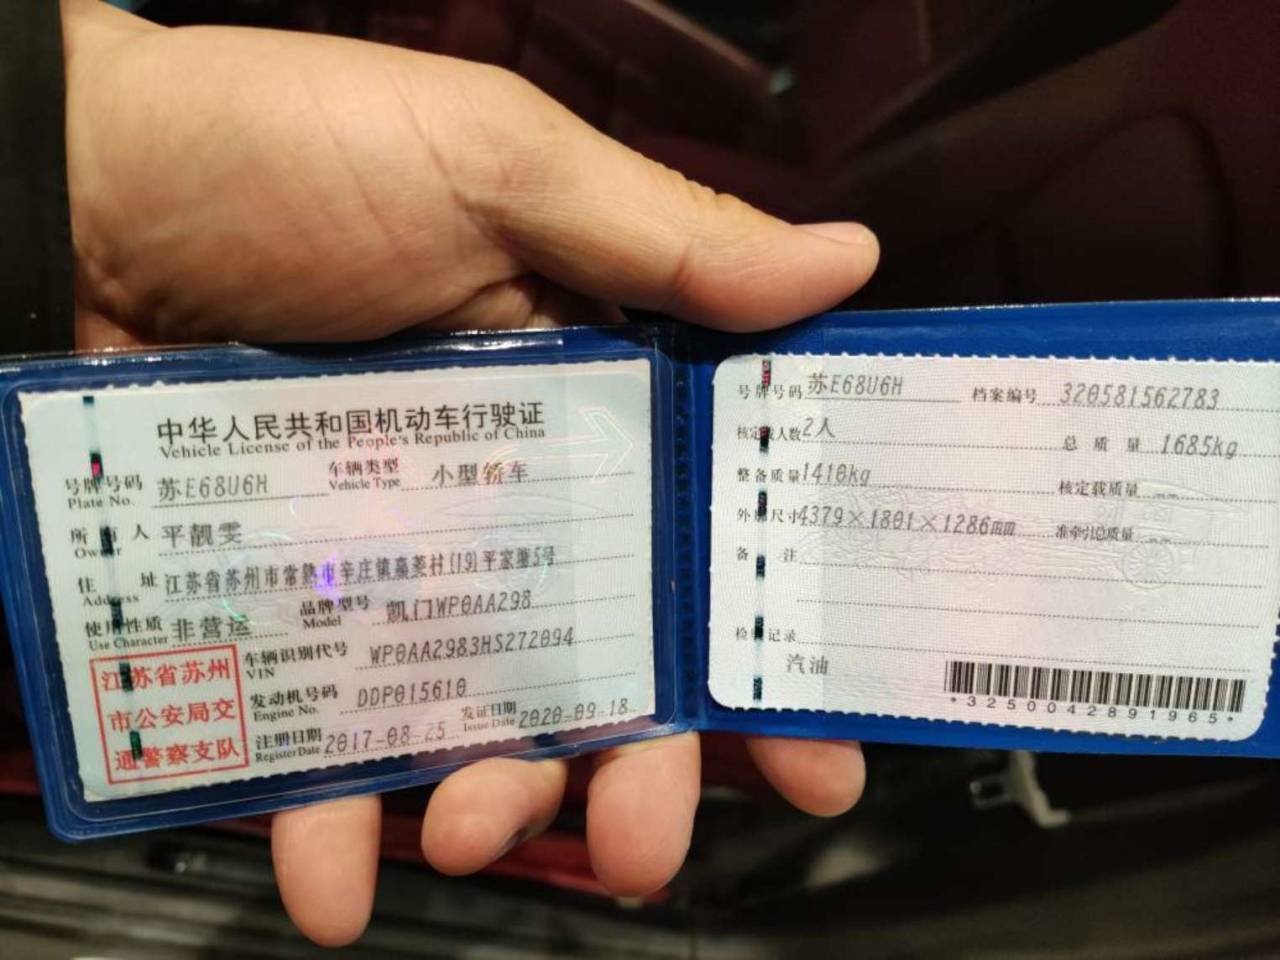 中华人民共和国机动车行驶证
Vehicle License of the People's Republic of China
号牌号码 苏E68U6H 车辆类型 小型轿车
Plate No. Vehicle Type
所有人 平靓雯
Owner
住址 江苏省苏州市常熟市辛庄镇嘉菱村(19)平家塘5号
Address
使用性质 非营运 品牌型号 凯门WP0AA298
Use Character Model
车辆识别代号 WP0AA2983HS272094
VIN
发动机号码 DDP015610
Engine No.
注册日期 2017-08-25 发证日期 2020-09-18
Register Date Issue Date
江苏省苏州
市公安局交
通警察支队
号牌号码 苏E68U6H 档案编号 320581562783
核定载人数 2人 总质量 1685kg
整备质量 1410kg 核定载质量 --
外廓尺寸 4379×1801×1286mm 准牵引总质量 --
备注
检验记录
汽油
*3250042891965*